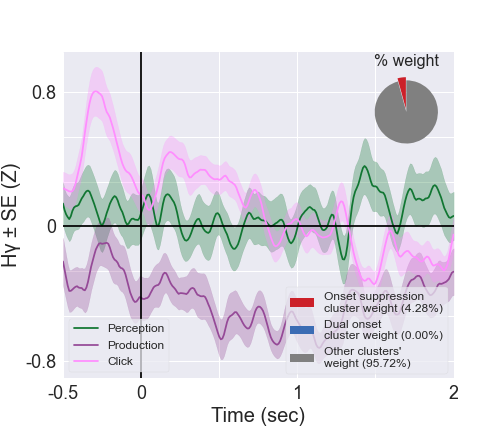 % weight
Hγ ± SE (Z)
0.8
0
-0.8
Perception
Production
Click
Onset suppression
cluster weight (4.28%)
Dual onset
cluster weight (0.00%)
Other clusters'
weight (95.72%)
-0.5
0
1
2
Time (sec)